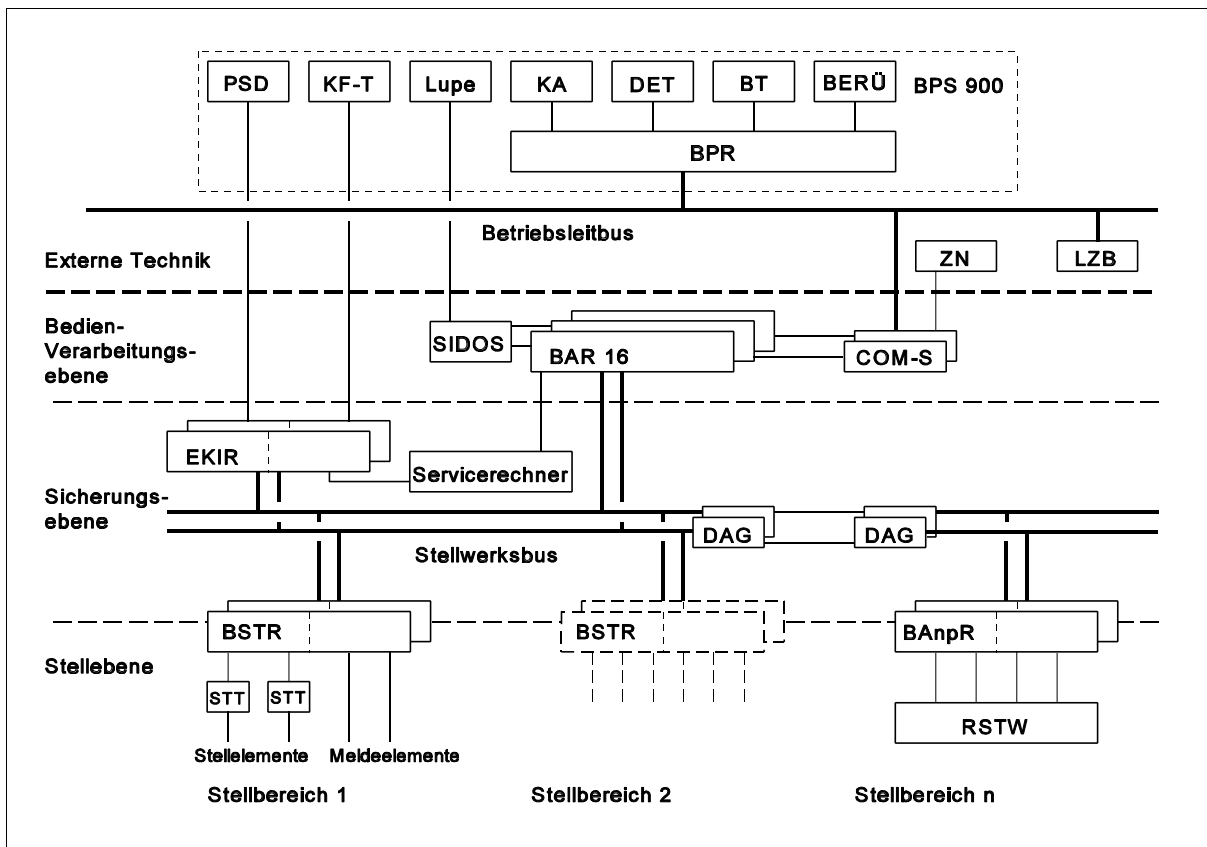 PSD
KF-T
Lupe
KA
DET
BT
BERÜ
BPS 900
BPR
Betriebsleitbus
Externe Technik
ZN
LZB
Bedien-
Verarbeitungs-
ebene
SIDOS
BAR 16
COM-S
EKIR
Servicerechner
Sicherungs-
ebene
DAG
DAG
Stellwerksbus
BSTR
BSTR
BAnpR
Stellebene
STT
STT
RSTW
Stellelemente
Meldeelemente
Stellbereich 1
Stellbereich 2
Stellbereich n